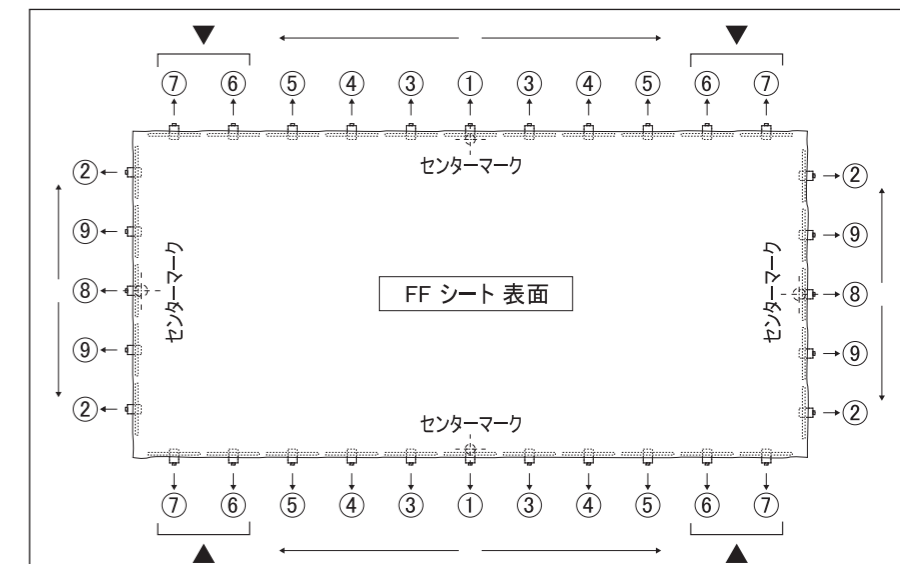 ⑦ ⑥ ⑤ ④ ③ ① ③ ④ ⑤ ⑥ ⑦
センターマーク
② ②
⑨ ⑨
センターマーク
⑧ FF シート 表面 ⑧
センターマーク
⑨ ⑨
② ②
センターマーク
⑦ ⑥ ⑤ ④ ③ ① ③ ④ ⑤ ⑥ ⑦